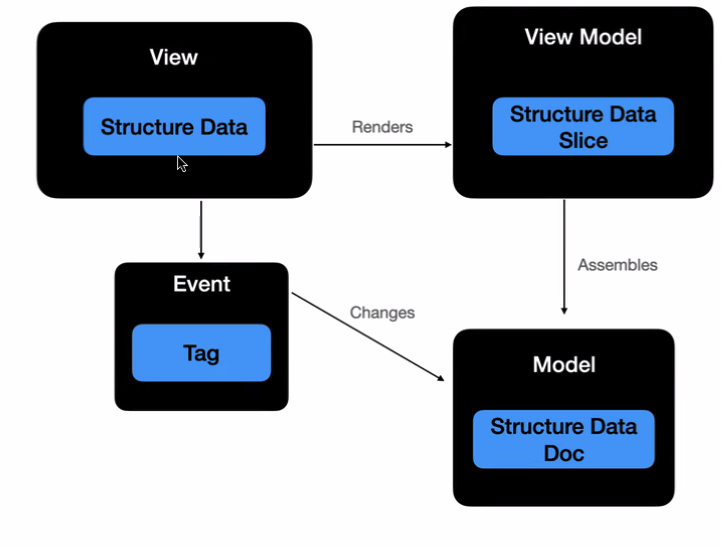 View
Structure Data
Renders
View Model
Structure Data
Slice
Event
Tag
Changes
Assembles
Model
Structure Data
Doc